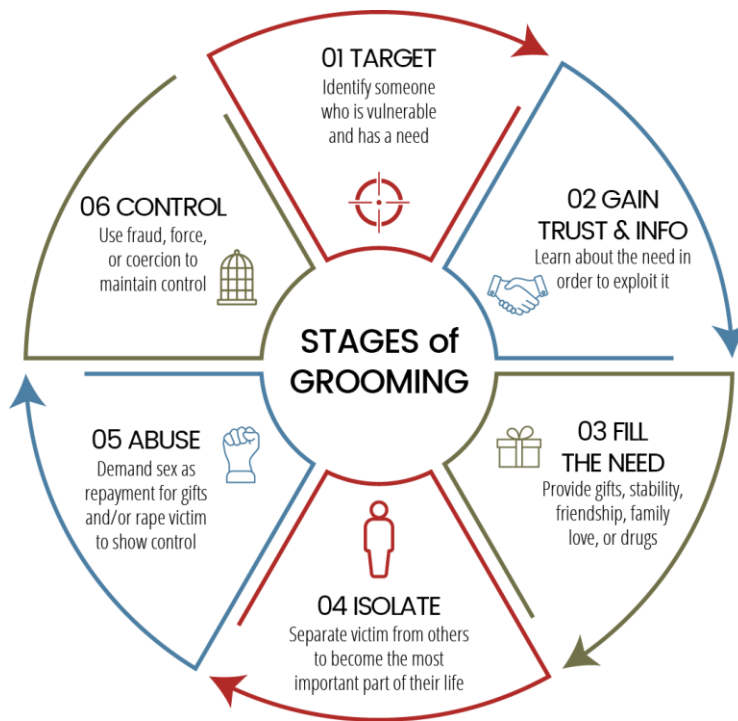 01 TARGET
Identify someone
who is vulnerable
and has a need
02 GAIN
TRUST & INFO
Learn about the need in
order to exploit it
03 FILL
THE NEED
Provide gifts, stability,
friendship, family
love, or drugs
04 ISOLATE
Separate victim from others
to become the most
important part of their life
05 ABUSE
Demand sex as
repayment for gifts
and/or rape victim
to show control
06 CONTROL
Use fraud, force,
or coercion to
maintain control
STAGES of
GROOMING